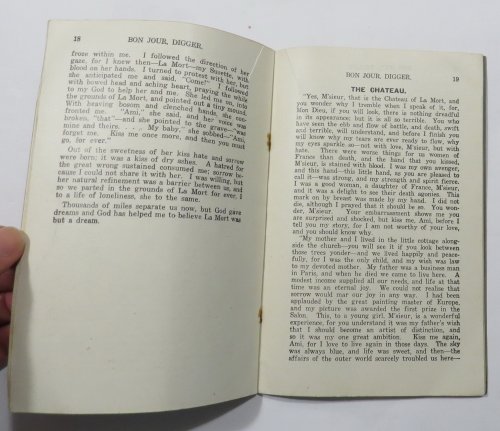 18 BON JOUR, DIGGER.
froze within me. I followed the direction of her
gaze, for I knew then—La Mort—my Surette, with
blood on her hands. I turned to protest with her, but
she anticipated me and said, "Come!" I followed
with bowed head and aching heart, praying the while
to my God to help her and me. She led me on, into
the grounds of La Mort, and pointed out a tiny mound.
With heaving bosom and clenched hands, she con-
fronted me. "Ami," she said, and her voice was
broken, "that"—and she pointed to the grave—"is
mine and theirs. . . . My baby," she sobbed—"Ami,
forget me. Kiss me once more, and then you must
go, for ever."
Out of the sweetness of her kiss hate and sorrow
were born; it was a kiss of dry ashes. A hatred for
the great wrong sustained consumed me; sorrow be-
cause I could not share it with her. I was willing, but
her natural refinement was a barrier between us, and
so we parted in the grounds of La Mort for ever, I
to a life of loneliness, she to the same.
Thousands of miles separate us now, but God gave
dreams and God has helped me to believe La Mort was
but a dream.
BON JOUR, DIGGER. 19
THE CHATEAU.
"Yes, M'sieur, that is the Chateau of La Mort, and
you wonder why I tremble when I speak of it, for,
Mon Dieu, if you will look, there is nothing dreadful
in its appearance; but it is all so terrible. You who
have seen the ebb and flow of battle, and death, swift
and terrible, will understand, and before I finish you
will know why my tears are ever ready to flow, why
my eyes sparkle so—not with love, M'sieur, but with
hate. There were worse things for us women of
France than death, and the hand that you kissed,
M'sieur, is stained with blood. I was my own avenger,
and this hand—this little hand, as you are pleased to
call it—was strong, and my strength and spirit fierce.
I was a good woman, a daughter of France, M'sieur,
and it was a delight to see their death agonies. This
mark on my breast was made by my hand. I did not
die, although I prayed that it should be so. You won-
der, M'sieur. Your embarrassment shows me you
are surprised and shocked, but kiss me, Ami, before I
tell you my story, for I am not worthy of your love,
and you should know why.
"My mother and I lived in the little cottage along-
side the church—you will see it if you look between
those trees yonder—and we lived happily and peace-
fully, for I was the only child, and my wish was law
to my devoted mother. My father was a business man
in Paris, and when he died we came to live here. A
modest income supplied all our needs, and life at that
time was an eternal joy. We could not realise that
sorrow would mar our joy in any way. I had been
applauded by the great painting master of Europe,
and my picture was awarded the first prize in the
Salon. This, to a young girl, M'sieur, is a wonderful
experience, for you understand it was my father's wish
that I should become an artist of distinction, and
so it was my one great ambition. Kiss me again,
Ami, for I love to live again in those days. The sky
was always blue, and life was sweet, and then—the
affairs of the outer world scarcely troubled us here—